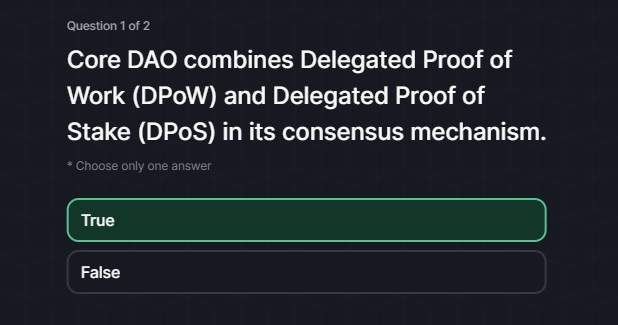 Question 1 of 2
Core DAO combines Delegated Proof of
Work (DPoW) and Delegated Proof of
Stake (DPoS) in its consensus mechanism.
* Choose only one answer
True
False